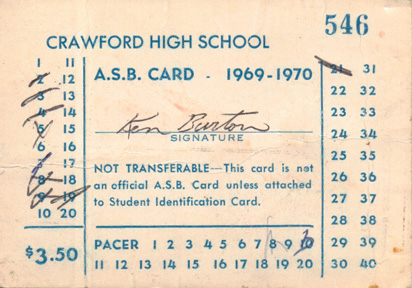 546
CRAWFORD HIGH SCHOOL
1 11
2 12
3 13
4 14
5 15
6 16
7 17
8 18
9 19
10 20
$3.50
A.S.B. CARD - 1969-1970
Ken Burton
SIGNATURE
NOT TRANSFERABLE—This card is not
an official A.S.B. Card unless attached
to Student Identification Card.
PACER 1 2 3 4 5 6 7 8 9 10
11 12 13 14 15 16 17 18 19 20
21 31
22 32
23 33
24 34
25 35
26 36
27 37
28 38
29 39
30 40